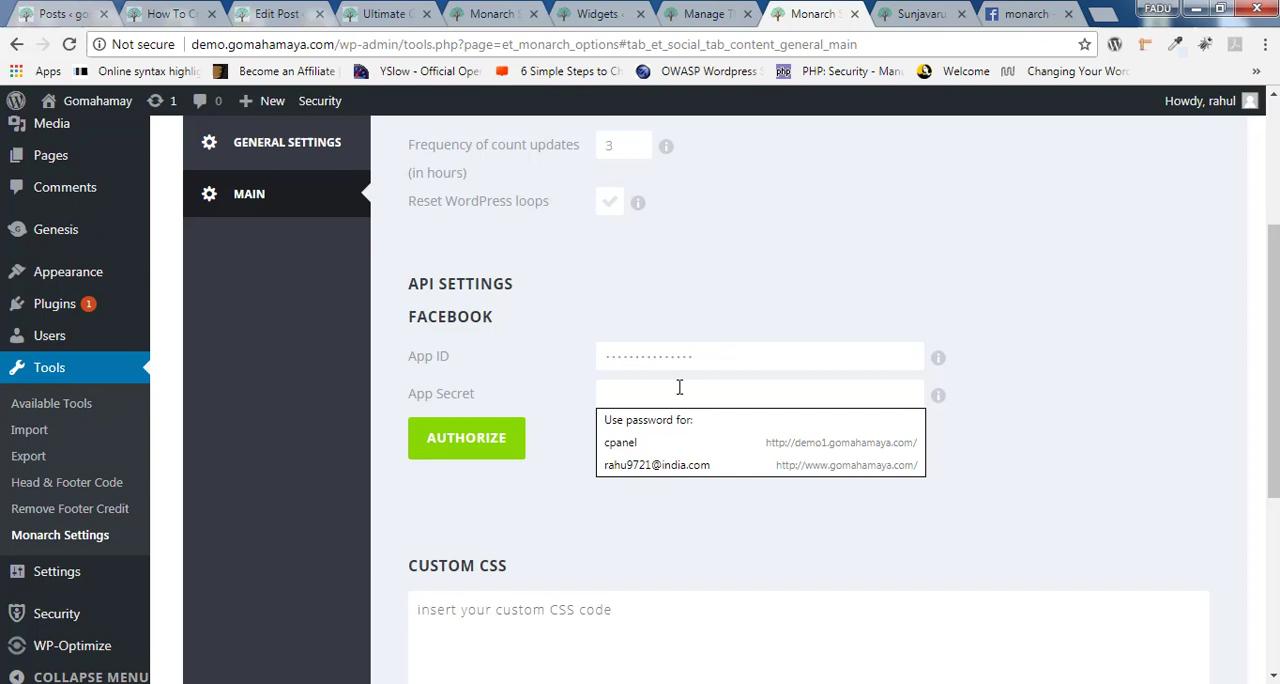 Posts ‹ go
How To C
Edit Post ‹
Ultimate C
Monarch S
Widgets ‹
Manage Th
Monarch S
Sunjavaru
monarch -
FADU
Not secure
demo.gomahamaya.com/wp-admin/tools.php?page=et_monarch_options#tab_et_social_tab_content_general_main
Apps
Online syntax highlig
Become an Affiliate
YSlow - Official Ope
6 Simple Steps to Ch
OWASP Wordpress S
PHP: Security - Manu
Welcome
Changing Your Word
»
Gomahamay
1
0
New
Security
Howdy, rahul
Media
Pages
Comments
Genesis
Appearance
Plugins 1
Users
Tools
Available Tools
Import
Export
Head & Footer Code
Remove Footer Credit
Monarch Settings
Settings
Security
WP-Optimize
COLLAPSE MENU
GENERAL SETTINGS
MAIN
Frequency of count updates
(in hours)
3
Reset WordPress loops
API SETTINGS
FACEBOOK
App ID
App Secret
AUTHORIZE
Use password for:
cpanel http://demo1.gomahamaya.com/
rahu9721@india.com http://www.gomahamaya.com/
CUSTOM CSS
insert your custom CSS code